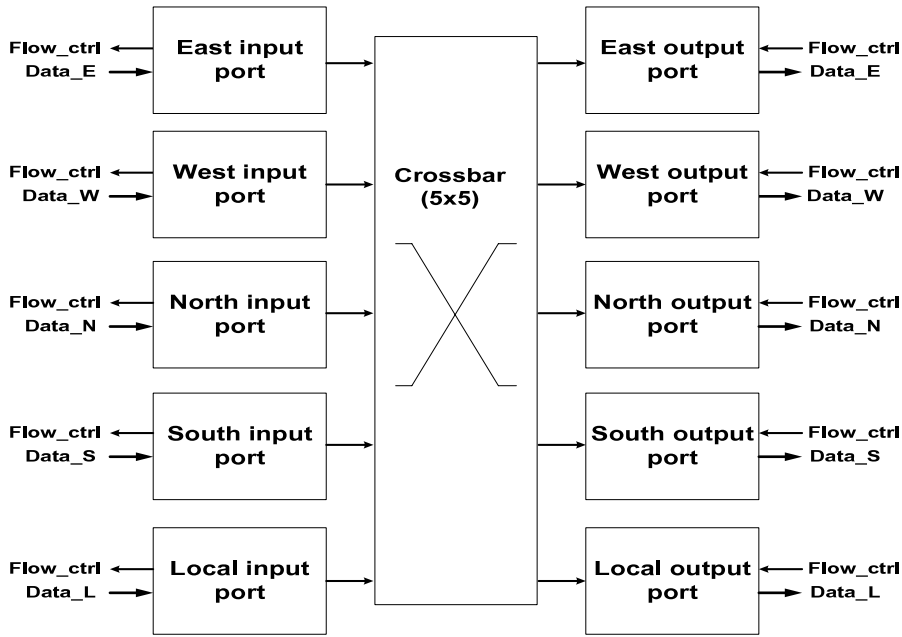 Flow_ctrl
Data_E
East input
port
East output
port
Flow_ctrl
Data_E
Flow_ctrl
Data_W
West input
port
Crossbar
(5x5)
West output
port
Flow_ctrl
Data_W
Flow_ctrl
Data_N
North input
port
North output
port
Flow_ctrl
Data_N
Flow_ctrl
Data_S
South input
port
South output
port
Flow_ctrl
Data_S
Flow_ctrl
Data_L
Local input
port
Local output
port
Flow_ctrl
Data_L